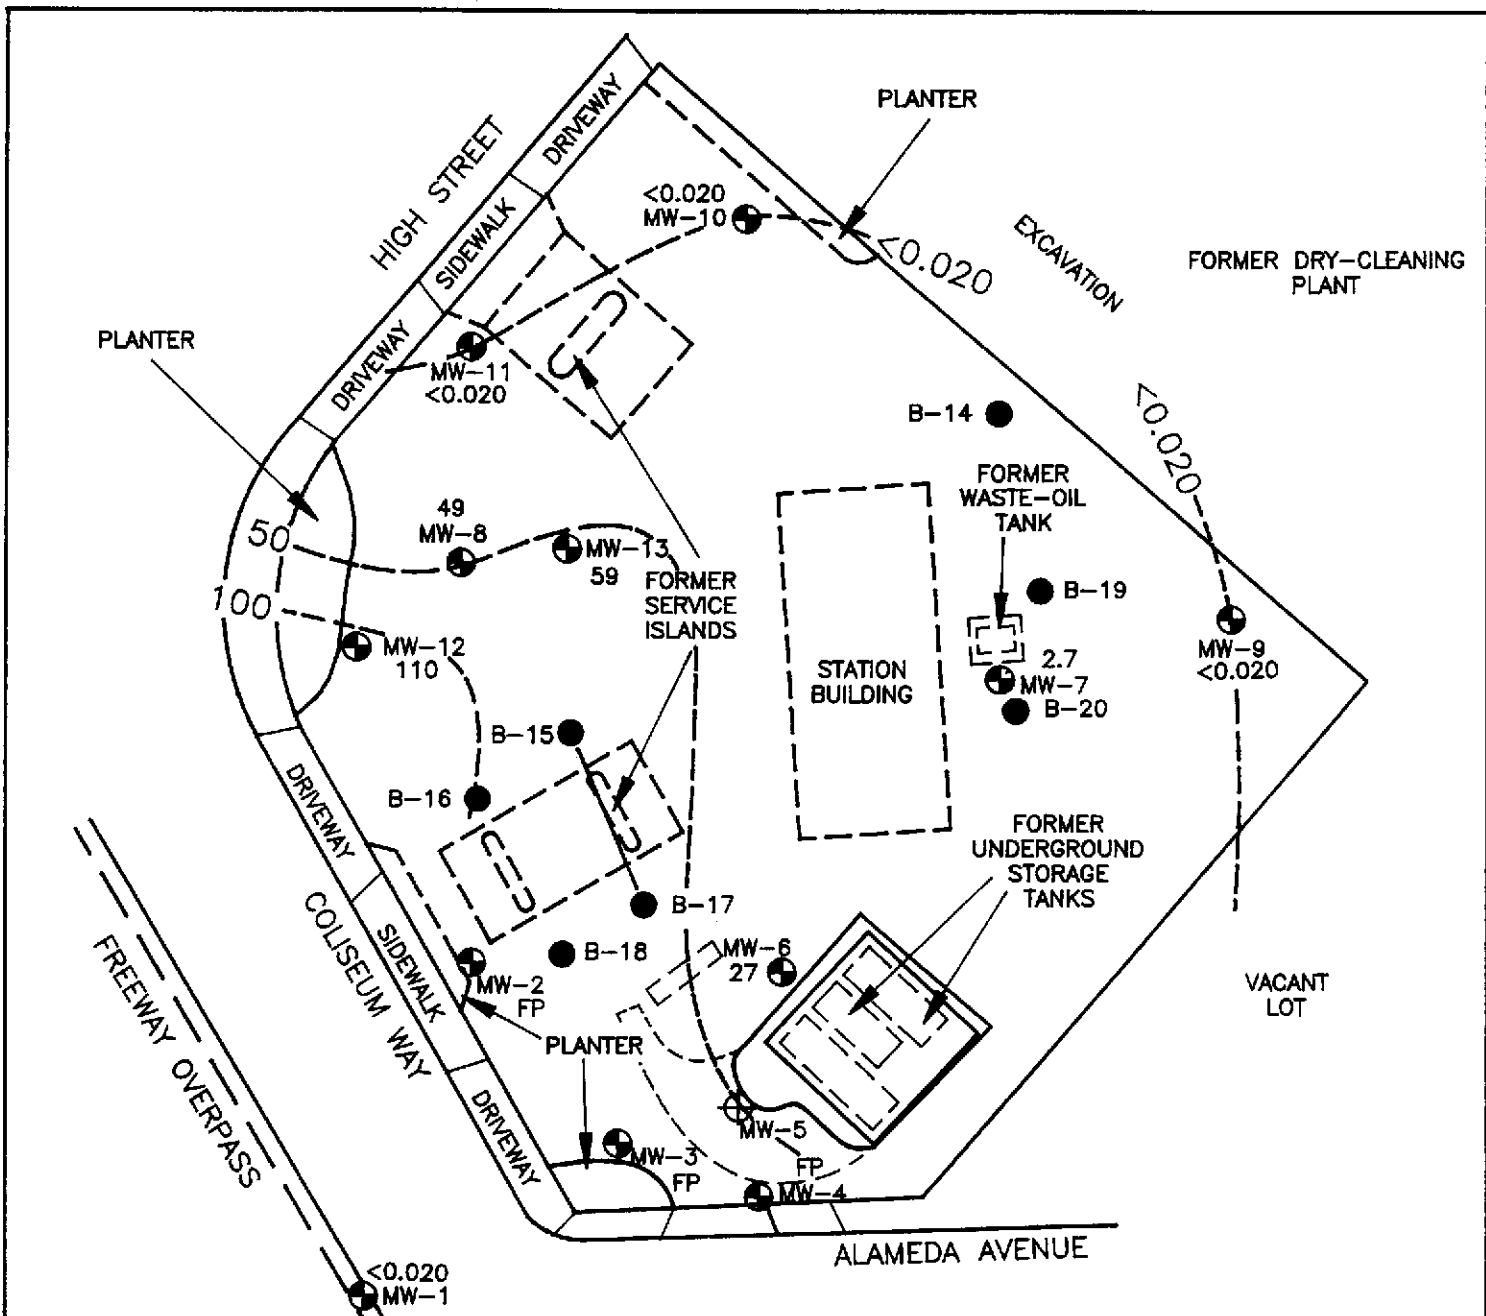 PLANTER
DRIVEWAY
HIGH STREET
SIDEWALK
<0.020
MW-10
<0.020
EXCAVATION
FORMER DRY-CLEANING
PLANT
PLANTER
DRIVEWAY
MW-11
<0.020
B-14
<0.020
FORMER
WASTE-OIL
TANK
49
MW-8
50
MW-13
59
FORMER
SERVICE
ISLANDS
B-19
100
MW-12
110
STATION
BUILDING
2.7
MW-7
MW-9
<0.020
B-20
B-15
B-16
DRIVEWAY
FORMER
UNDERGROUND
STORAGE
TANKS
B-17
COLISEUM WAY
SIDEWALK
B-18
MW-6
27
FREEWAY OVERPASS
MW-2
FP
VACANT
LOT
PLANTER
DRIVEWAY
MW-5
MW-3
FP
FP
MW-4
ALAMEDA AVENUE
<0.020
MW-1